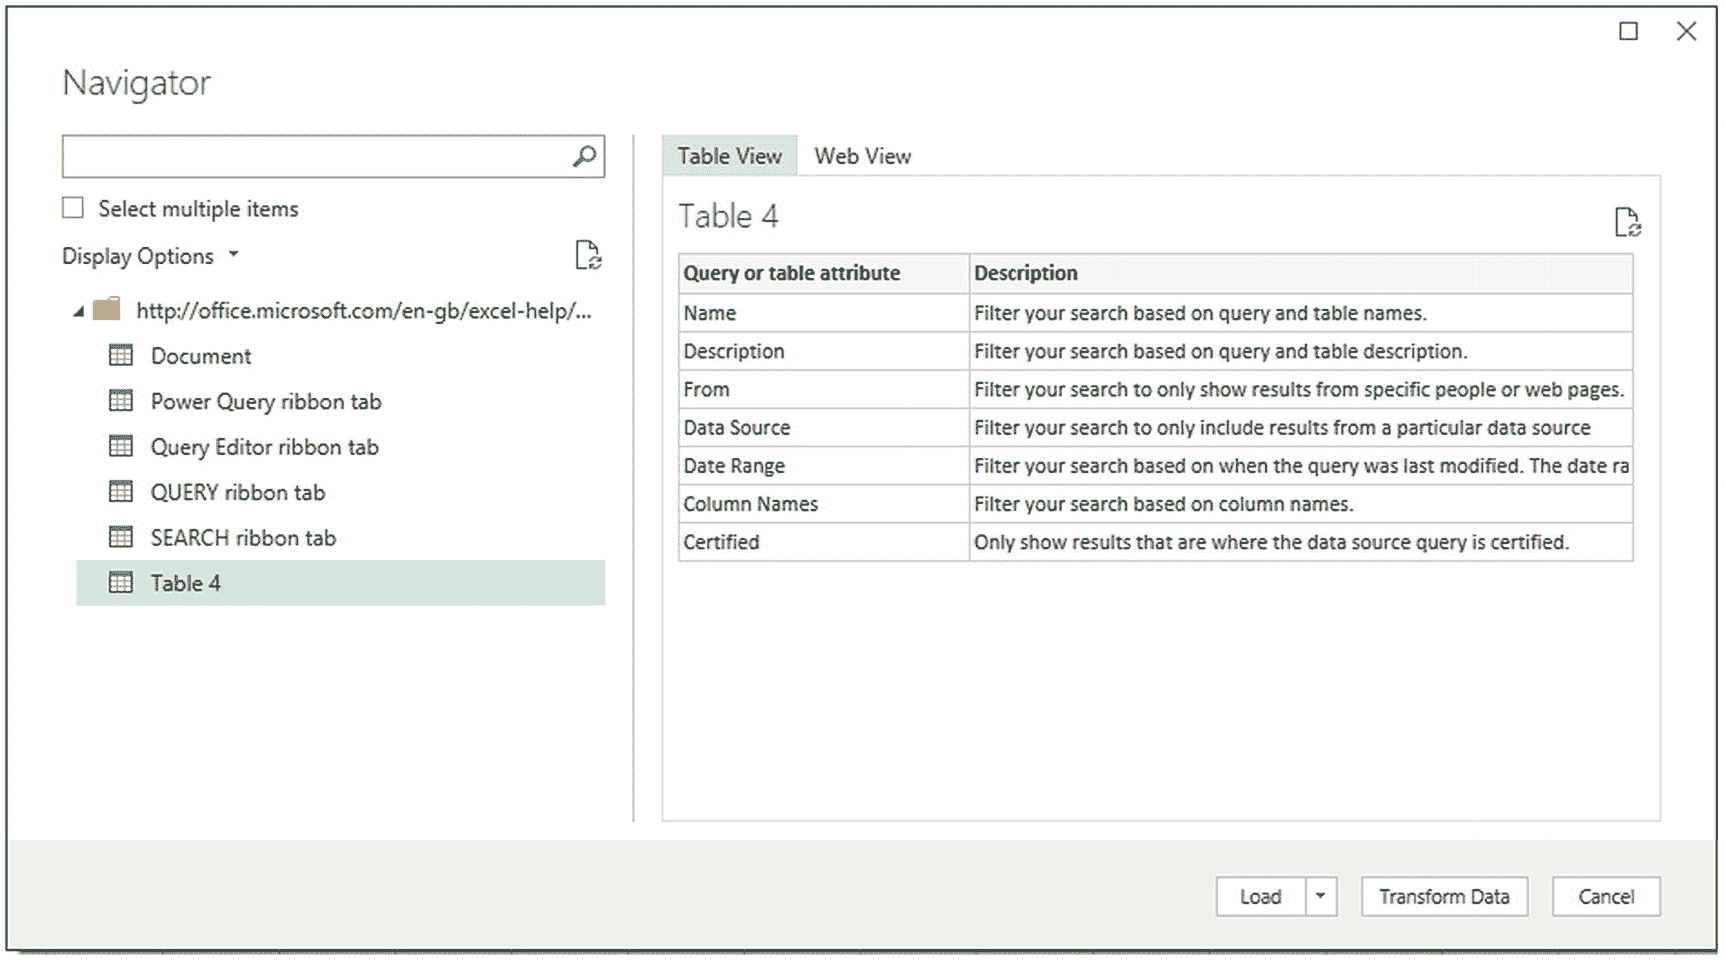 Navigator
Select multiple items
Display Options
http://office.microsoft.com/en-gb/excel-help/...
Document
Power Query ribbon tab
Query Editor ribbon tab
QUERY ribbon tab
SEARCH ribbon tab
Table 4
Table View Web View
Table 4
Query or table attribute Description
Name Filter your search based on query and table names.
Description Filter your search based on query and table description.
From Filter your search to only show results from specific people or web pages.
Data Source Filter your search to only include results from a particular data source
Date Range Filter your search based on when the query was last modified. The date ra
Column Names Filter your search based on column names.
Certified Only show results that are where the data source query is certified.
Load Transform Data Cancel